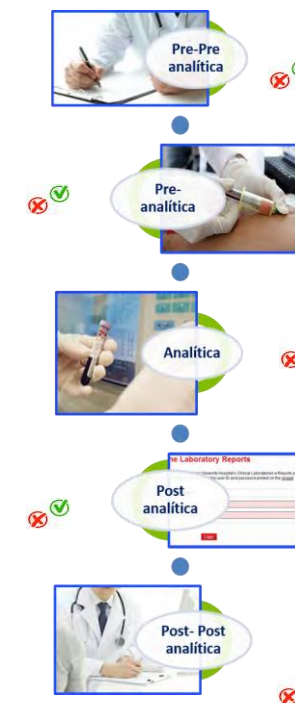 Pre-Pre
analítica
Pre-
analítica
Analítica
he Laboratory Reports
Post
analítica
Post- Post
analítica